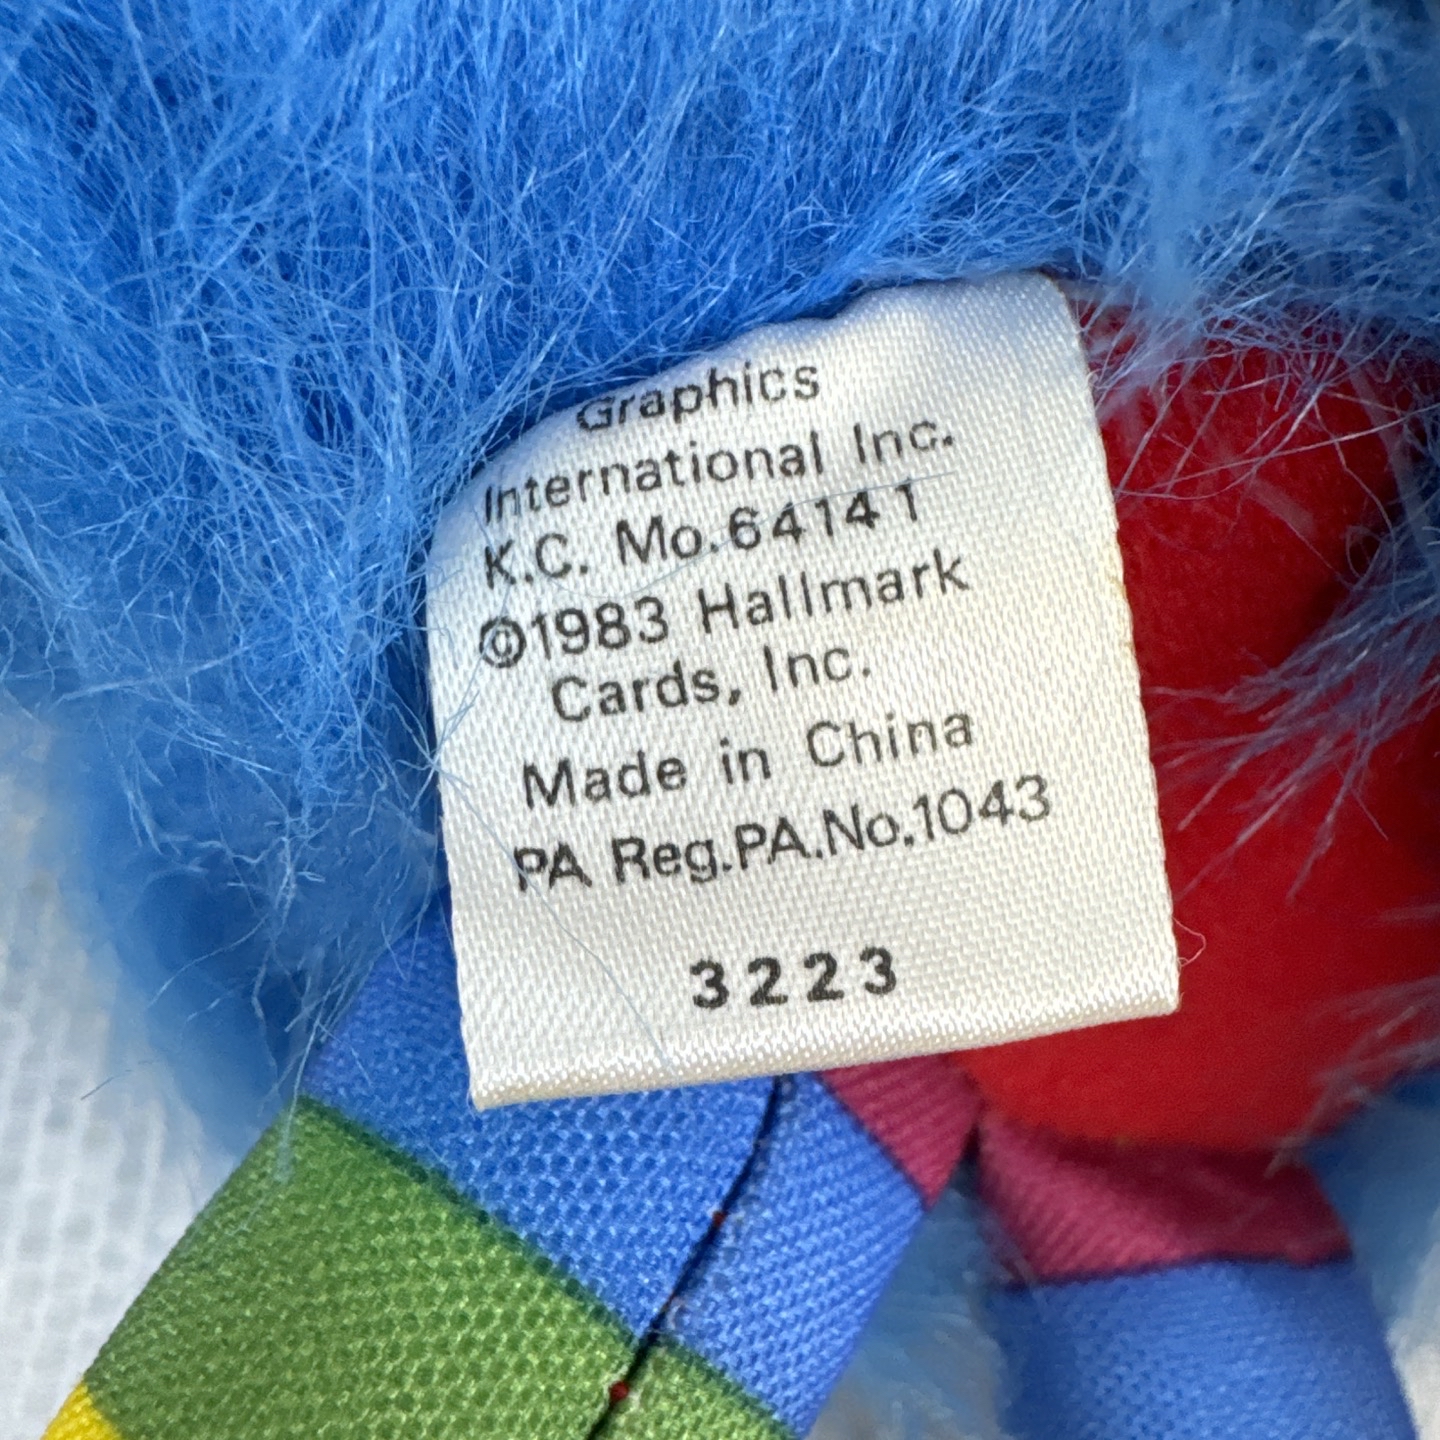 Graphics
International Inc.
K.C. Mo.64141
©1983 Hallmark
Cards, Inc.
Made in China
PA Reg.PA.No.1043
3223